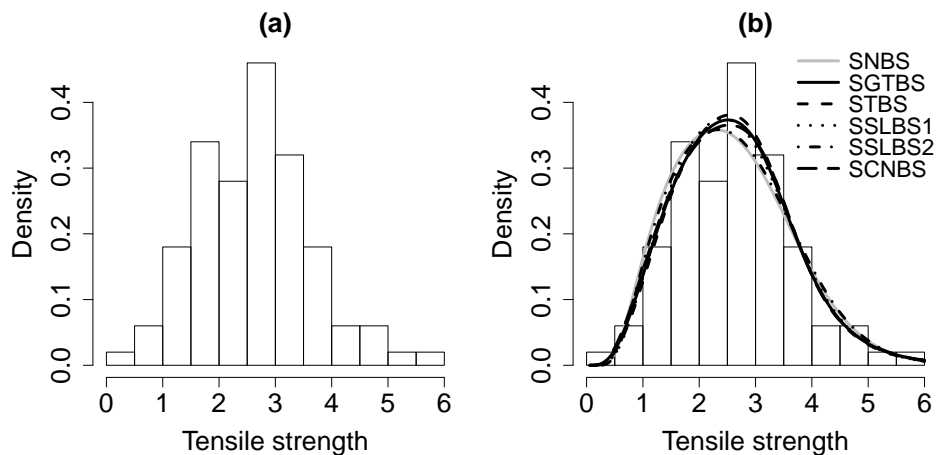 (a)
Density
0.0 0.1 0.2 0.3 0.4
0 1 2 3 4 5 6
Tensile strength
(b)
SNBS
SGTBS
STBS
SSLBS1
SSLBS2
SCNBS
Density
0.0 0.1 0.2 0.3 0.4
0 1 2 3 4 5 6
Tensile strength